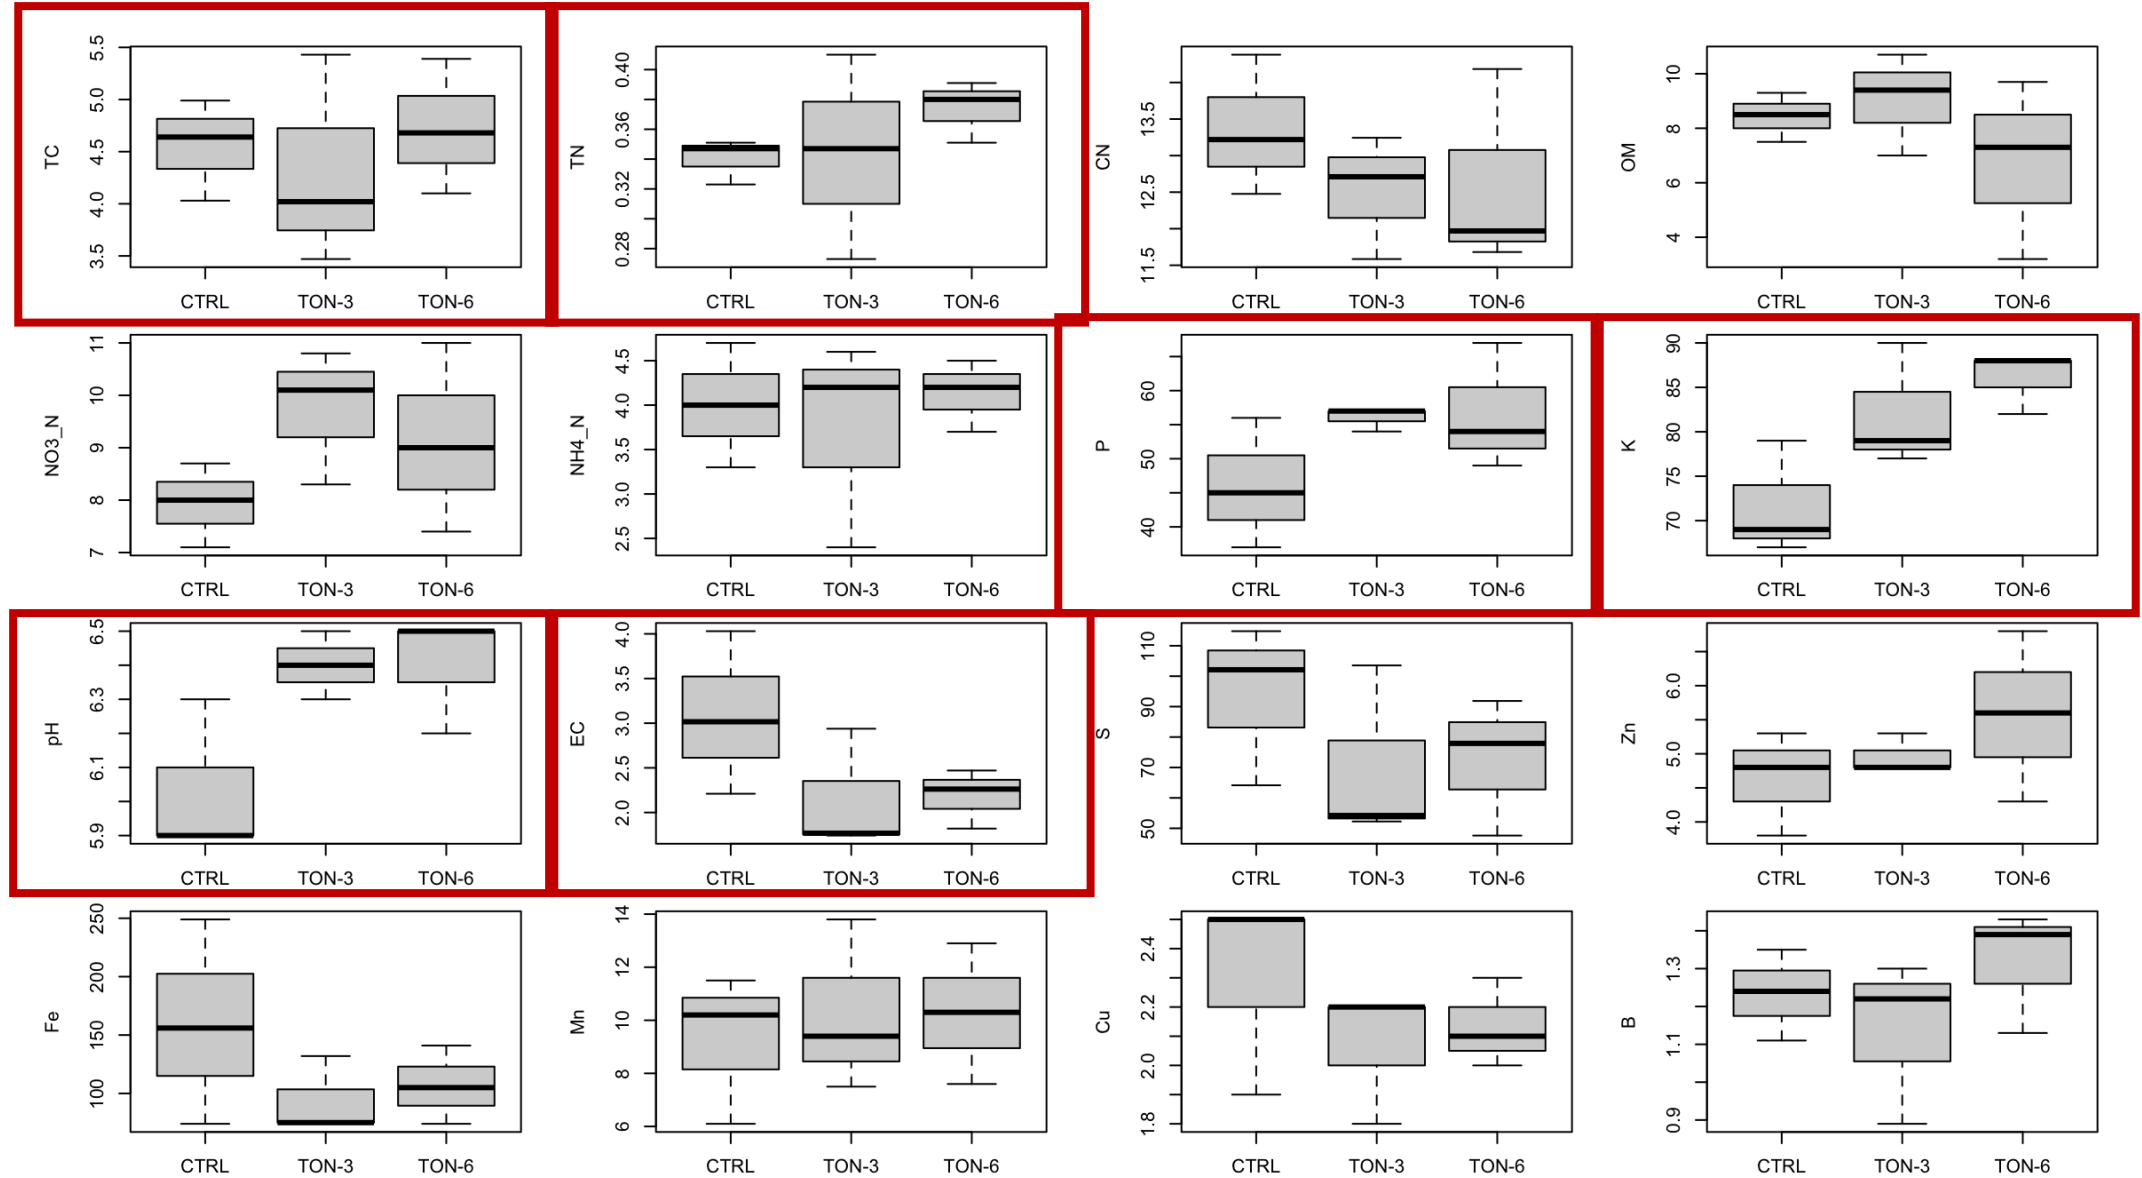 TC
5.5
5.0
4.5
4.0
3.5
CTRL TON-3 TON-6
TN
0.40
0.36
0.32
0.28
CTRL TON-3 TON-6
CN
13.5
12.5
11.5
CTRL TON-3 TON-6
OM
10
8
6
4
CTRL TON-3 TON-6
NO3_N
11
10
9
8
7
CTRL TON-3 TON-6
NH4_N
4.5
4.0
3.5
3.0
2.5
CTRL TON-3 TON-6
P
60
50
40
CTRL TON-3 TON-6
K
90
85
80
75
70
CTRL TON-3 TON-6
pH
6.5
6.3
6.1
5.9
CTRL TON-3 TON-6
EC
4.0
3.5
3.0
2.5
2.0
CTRL TON-3 TON-6
S
110
90
70
50
CTRL TON-3 TON-6
Zn
6.0
5.0
4.0
CTRL TON-3 TON-6
Fe
250
200
150
100
CTRL TON-3 TON-6
Mn
14
12
10
8
6
CTRL TON-3 TON-6
Cu
2.4
2.2
2.0
1.8
CTRL TON-3 TON-6
B
1.3
1.1
0.9
CTRL TON-3 TON-6